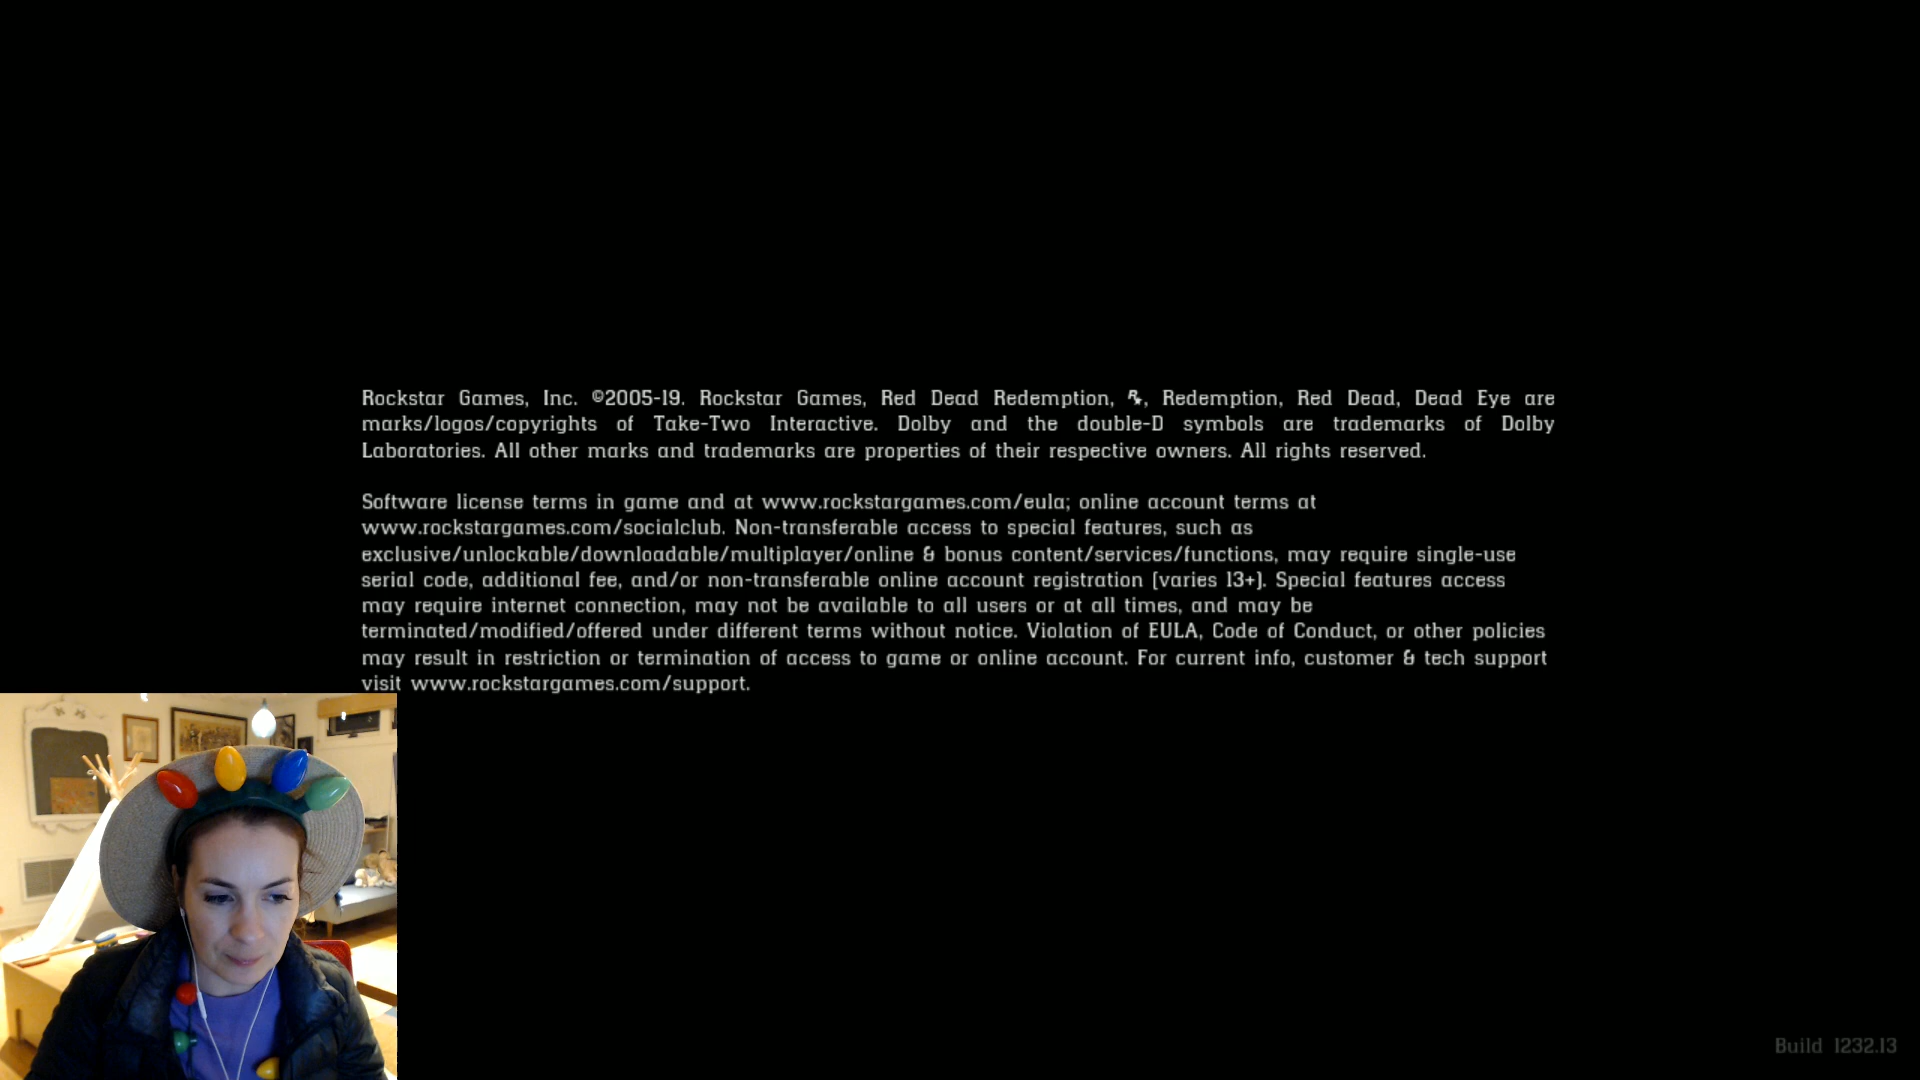 Rockstar Games, Inc. ©2005-19. Rockstar Games, Red Dead Redemption, R★, Redemption, Red Dead, Dead Eye are
marks/logos/copyrights of Take-Two Interactive. Dolby and the double-D symbols are trademarks of Dolby
Laboratories. All other marks and trademarks are properties of their respective owners. All rights reserved.
Software license terms in game and at www.rockstargames.com/eula; online account terms at
www.rockstargames.com/socialclub. Non-transferable access to special features, such as
exclusive/unlockable/downloadable/multiplayer/online & bonus content/services/functions, may require single-use
serial code, additional fee, and/or non-transferable online account registration (varies 13+). Special features access
may require internet connection, may not be available to all users or at all times, and may be
terminated/modified/offered under different terms without notice. Violation of EULA, Code of Conduct, or other policies
may result in restriction or termination of access to game or online account. For current info, customer & tech support
visit www.rockstargames.com/support.
Build 1232.13